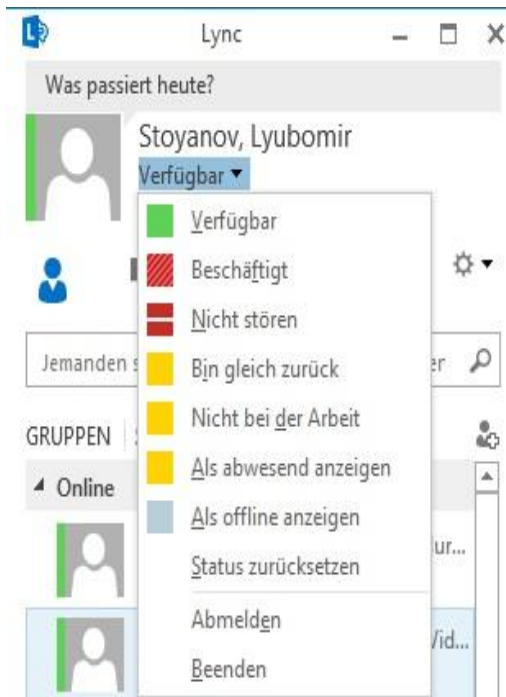 Lync
Was passiert heute?
Stoyanov, Lyubomir
Verfügbar
Verfügbar
Beschäftigt
Nicht stören
Bin gleich zurück
Jemanden
Nicht bei der Arbeit
GRUPPEN
Als abwesend anzeigen
Online
Als offline anzeigen
Status zurücksetzen
Abmelden
Beenden